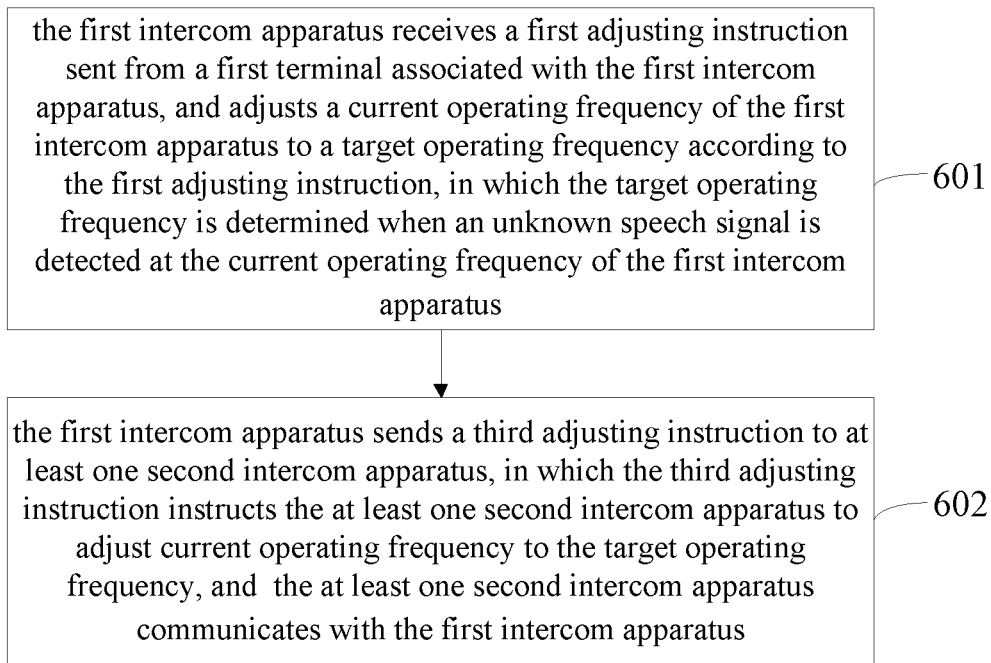 the first intercom apparatus receives a first adjusting instruction
sent from a first terminal associated with the first intercom
apparatus, and adjusts a current operating frequency of the first
intercom apparatus to a target operating frequency according to
the first adjusting instruction, in which the target operating
frequency is determined when an unknown speech signal is
detected at the current operating frequency of the first intercom
apparatus
601
the first intercom apparatus sends a third adjusting instruction to at
least one second intercom apparatus, in which the third adjusting
instruction instructs the at least one second intercom apparatus to
adjust current operating frequency to the target operating
frequency, and the at least one second intercom apparatus
communicates with the first intercom apparatus
602